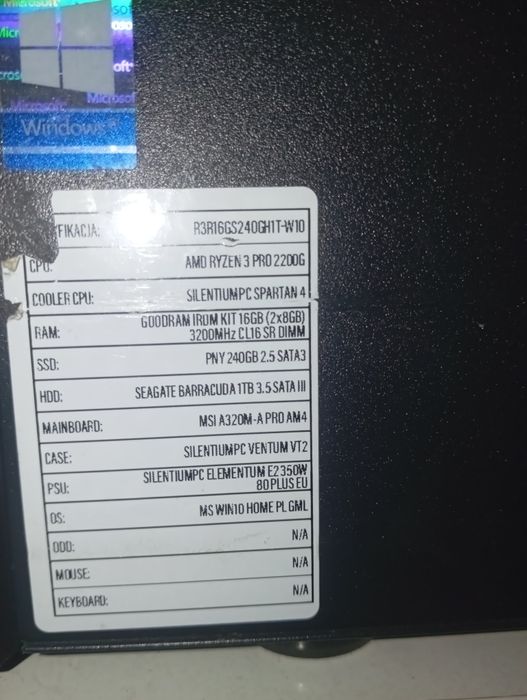 Microsoft
Micr
Microsoft
Windows
FIKACJA: R3R16GS240GH1T-W10
CPU: AMD RYZEN 3 PRO 2200G
COOLER CPU: SILENTIUMPC SPARTAN 4
RAM: GOODRAM IRDM KIT 16GB (2x8GB)
3200MHz CL16 SR DIMM
SSD: PNY 240GB 2.5 SATA3
HDD: SEAGATE BARRACUDA 1TB 3.5 SATA III
MAINBOARD: MSI A320M-A PRO AM4
CASE: SILENTIUMPC VENTUM VT2
PSU: SILENTIUMPC ELEMENTUM E2 350W
80 PLUS EU
OS: MS WIN10 HOME PL GML
ODD: N/A
MOUSE: N/A
KEYBOARD: N/A